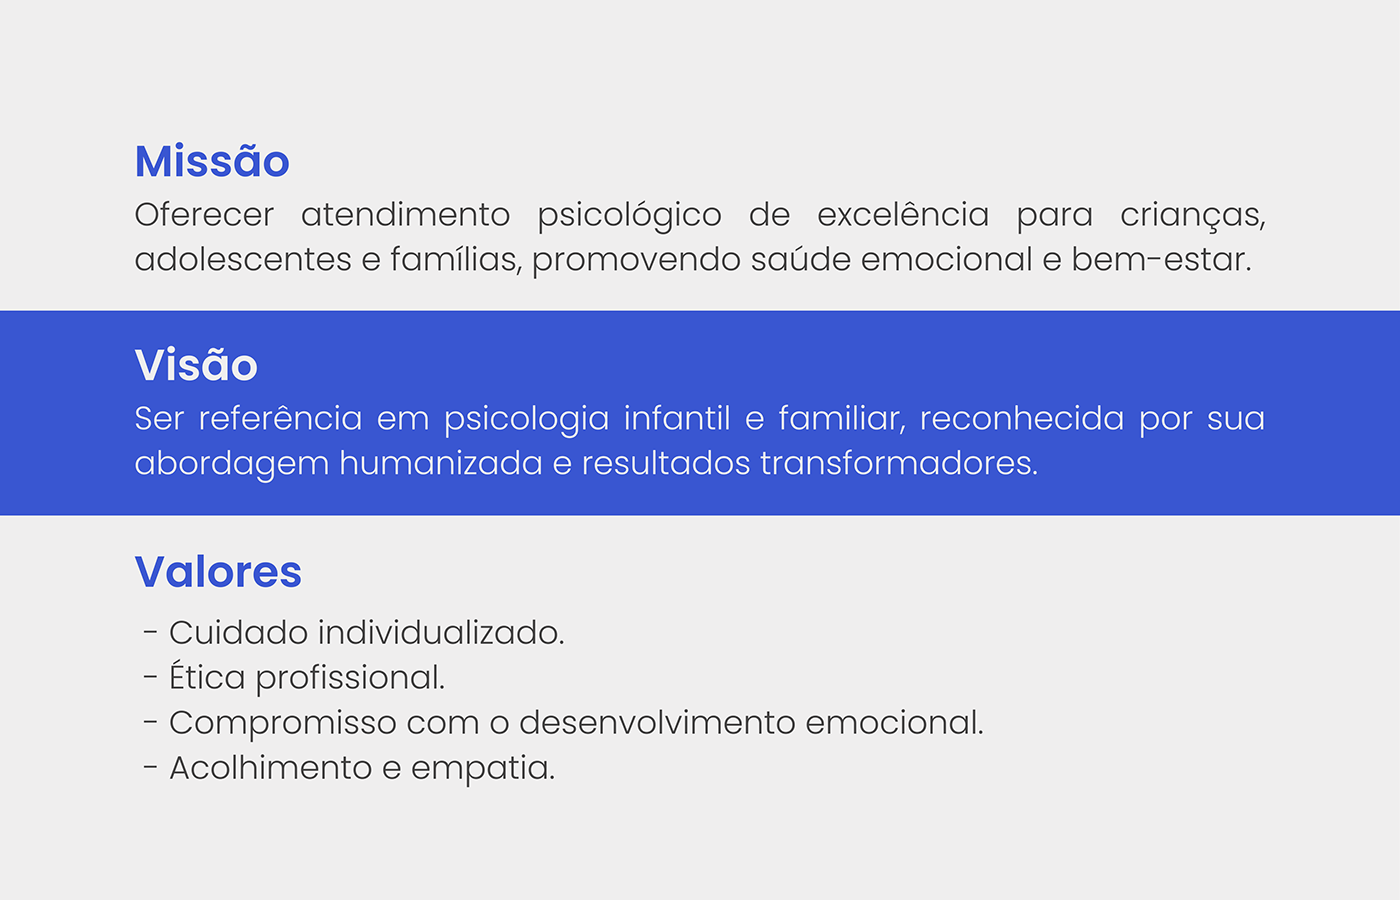 Missão
Oferecer atendimento psicológico de excelência para crianças,
adolescentes e famílias, promovendo saúde emocional e bem-estar.
Visão
Ser referência em psicologia infantil e familiar, reconhecida por sua
abordagem humanizada e resultados transformadores.
Valores
- Cuidado individualizado.
- Ética profissional.
- Compromisso com o desenvolvimento emocional.
- Acolhimento e empatia.